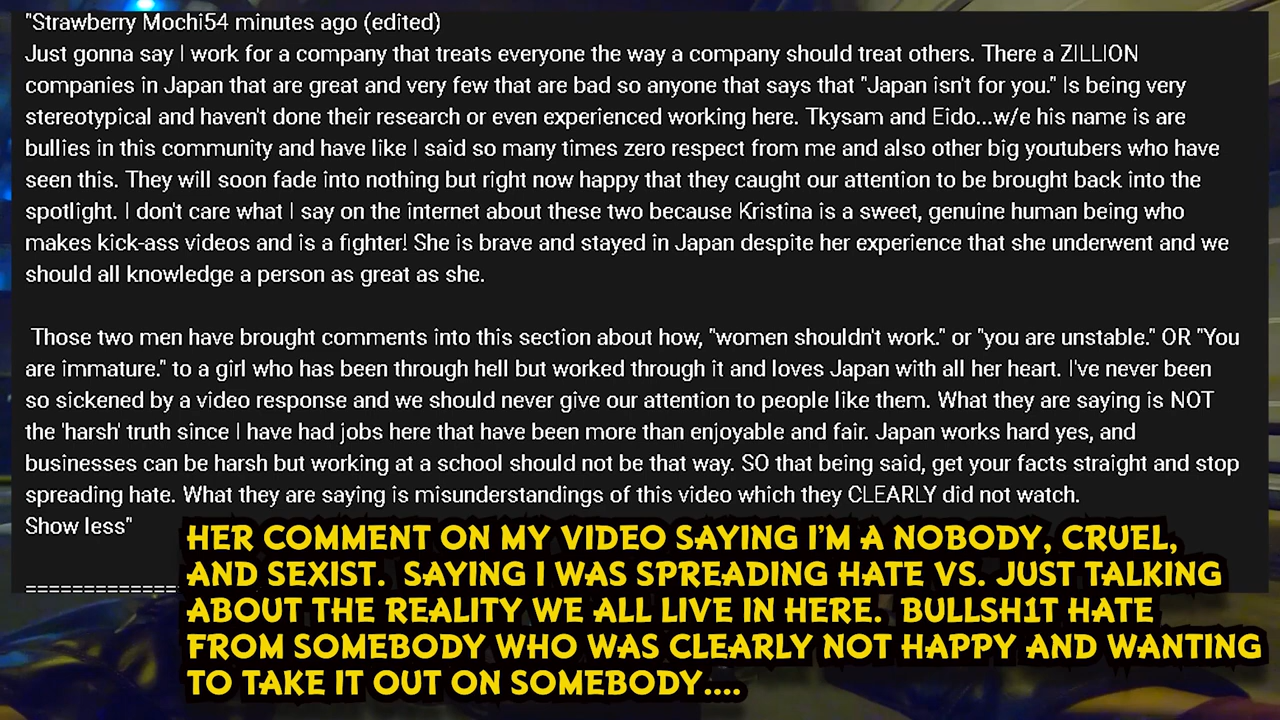 "Strawberry Mochi54 minutes ago (edited)
Just gonna say I work for a company that treats everyone the way a company should treat others. There a ZILLION
companies in Japan that are great and very few that are bad so anyone that says that "Japan isn't for you." Is being very
stereotypical and haven't done their research or even experienced working here. Tkysam and Eido...w/e his name is are
bullies in this community and have like I said so many times zero respect from me and also other big youtubers who have
seen this. They will soon fade into nothing but right now happy that they caught our attention to be brought back into the
spotlight. I don't care what I say on the internet about these two because Kristina is a sweet, genuine human being who
makes kick-ass videos and is a fighter! She is brave and stayed in Japan despite her experience that she underwent and we
should all knowledge a person as great as she.
Those two men have brought comments into this section about how, "women shouldn't work." or "you are unstable." OR "You
are immature." to a girl who has been through hell but worked through it and loves Japan with all her heart. I've never been
so sickened by a video response and we should never give our attention to people like them. What they are saying is NOT
the 'harsh' truth since I have had jobs here that have been more than enjoyable and fair. Japan works hard yes, and
businesses can be harsh but working at a school should not be that way. SO that being said, get your facts straight and stop
spreading hate. What they are saying is misunderstandings of this video which they CLEARLY did not watch.
Show less"
=============
HER COMMENT ON MY VIDEO SAYING I'M A NOBODY, CRUEL,
AND SEXIST. SAYING I WAS SPREADING HATE VS. JUST TALKING
ABOUT THE REALITY WE ALL LIVE IN HERE. BULLSH1T HATE
FROM SOMEBODY WHO WAS CLEARLY NOT HAPPY AND WANTING
TO TAKE IT OUT ON SOMEBODY....